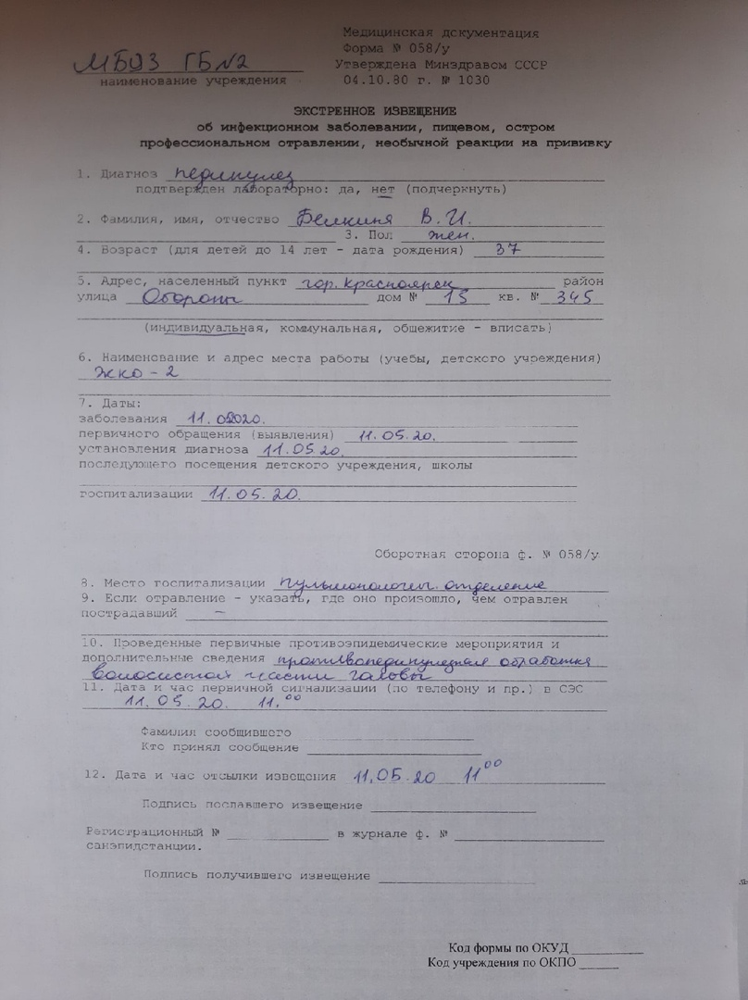 Медицинская документация
Форма № 058/у
МБУЗ ГБ№2 Утверждена Минздравом СССР
наименование учреждения 04.10.80 г. № 1030
ЭКСТРЕННОЕ ИЗВЕЩЕНИЕ
об инфекционном заболевании, пищевом, остром
профессиональном отравлении, необычной реакции на прививку
1. Диагноз педикулез
подтвержден лабораторно: да, нет (подчеркнуть)
2. Фамилия, имя, отчество Белкиня В.И.
3. Пол жен.
4. Возраст (для детей до 14 лет - дата рождения) 37
5. Адрес, населенный пункт гор. Красноярск район
улица Обороны дом № 15 кв. № 345
(индивидуальная, коммунальная, общежитие - вписать)
6. Наименование и адрес места работы (учебы, детского учреждения)
ЖКО-2
7. Даты:
заболевания 11.052020.
первичного обращения (выявления) 11.05.20.
установления диагноза 11.05.20.
последующего посещения детского учреждения, школы
госпитализации 11.05.20.
Оборотная сторона ф. № 058/у
8. Место госпитализации пульмонологич. отделение
9. Если отравление - указать, где оно произошло, чем отравлен
пострадавший —
10. Проведенные первичные противоэпидемические мероприятия и
дополнительные сведения противопедикулезная обработка
волосистой части головы
11. Дата и час первичной сигнализации (по телефону и пр.) в СЭС
11.05.20. 11.00
Фамилия сообщившего
Кто принял сообщение
12. Дата и час отсылки извещения 11.05.20 11 00
Подпись пославшего извещение
Регистрационный № в журнале ф. №
санэпидстанции.
Подпись получившего извещение
Код формы по ОКУД
Код учреждения по ОКПО